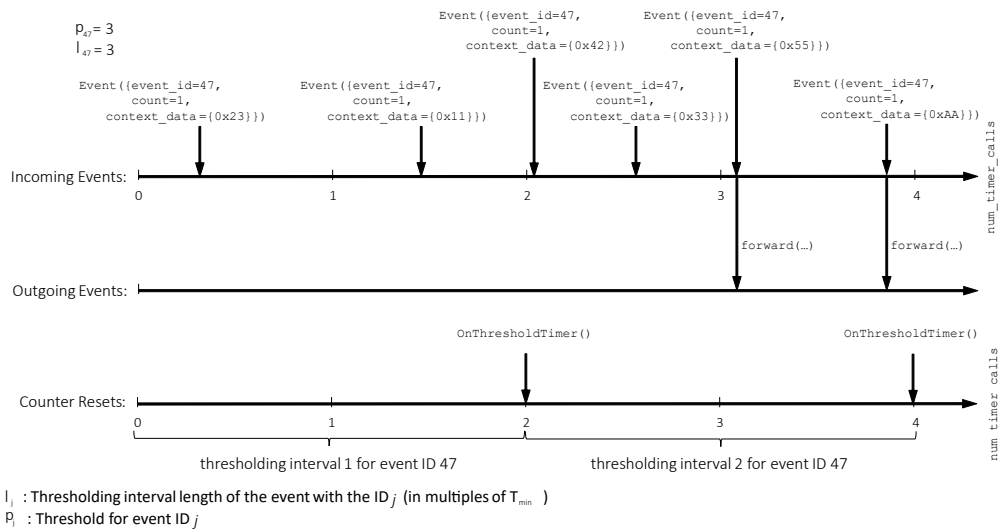 p47 = 3
l47 = 3
Event({event_id=47,
count=1,
context_data={0x42}})
Event({event_id=47,
count=1,
context_data={0x55}})
Event({event_id=47,
count=1,
context_data={0x23}})
Event({event_id=47,
count=1,
context_data={0x11}})
Event({event_id=47,
count=1,
context_data={0x33}})
Event({event_id=47,
count=1,
context_data={0xAA}})
Incoming Events:
0 1 2 3 4
num_timer_calls
forward(…)
forward(…)
Outgoing Events:
OnThresholdTimer()
OnThresholdTimer()
Counter Resets:
0 1 2 3 4
num timer calls
thresholding interval 1 for event ID 47
thresholding interval 2 for event ID 47
lj : Thresholding interval length of the event with the ID j (in multiples of Tmin )
pj : Threshold for event ID j